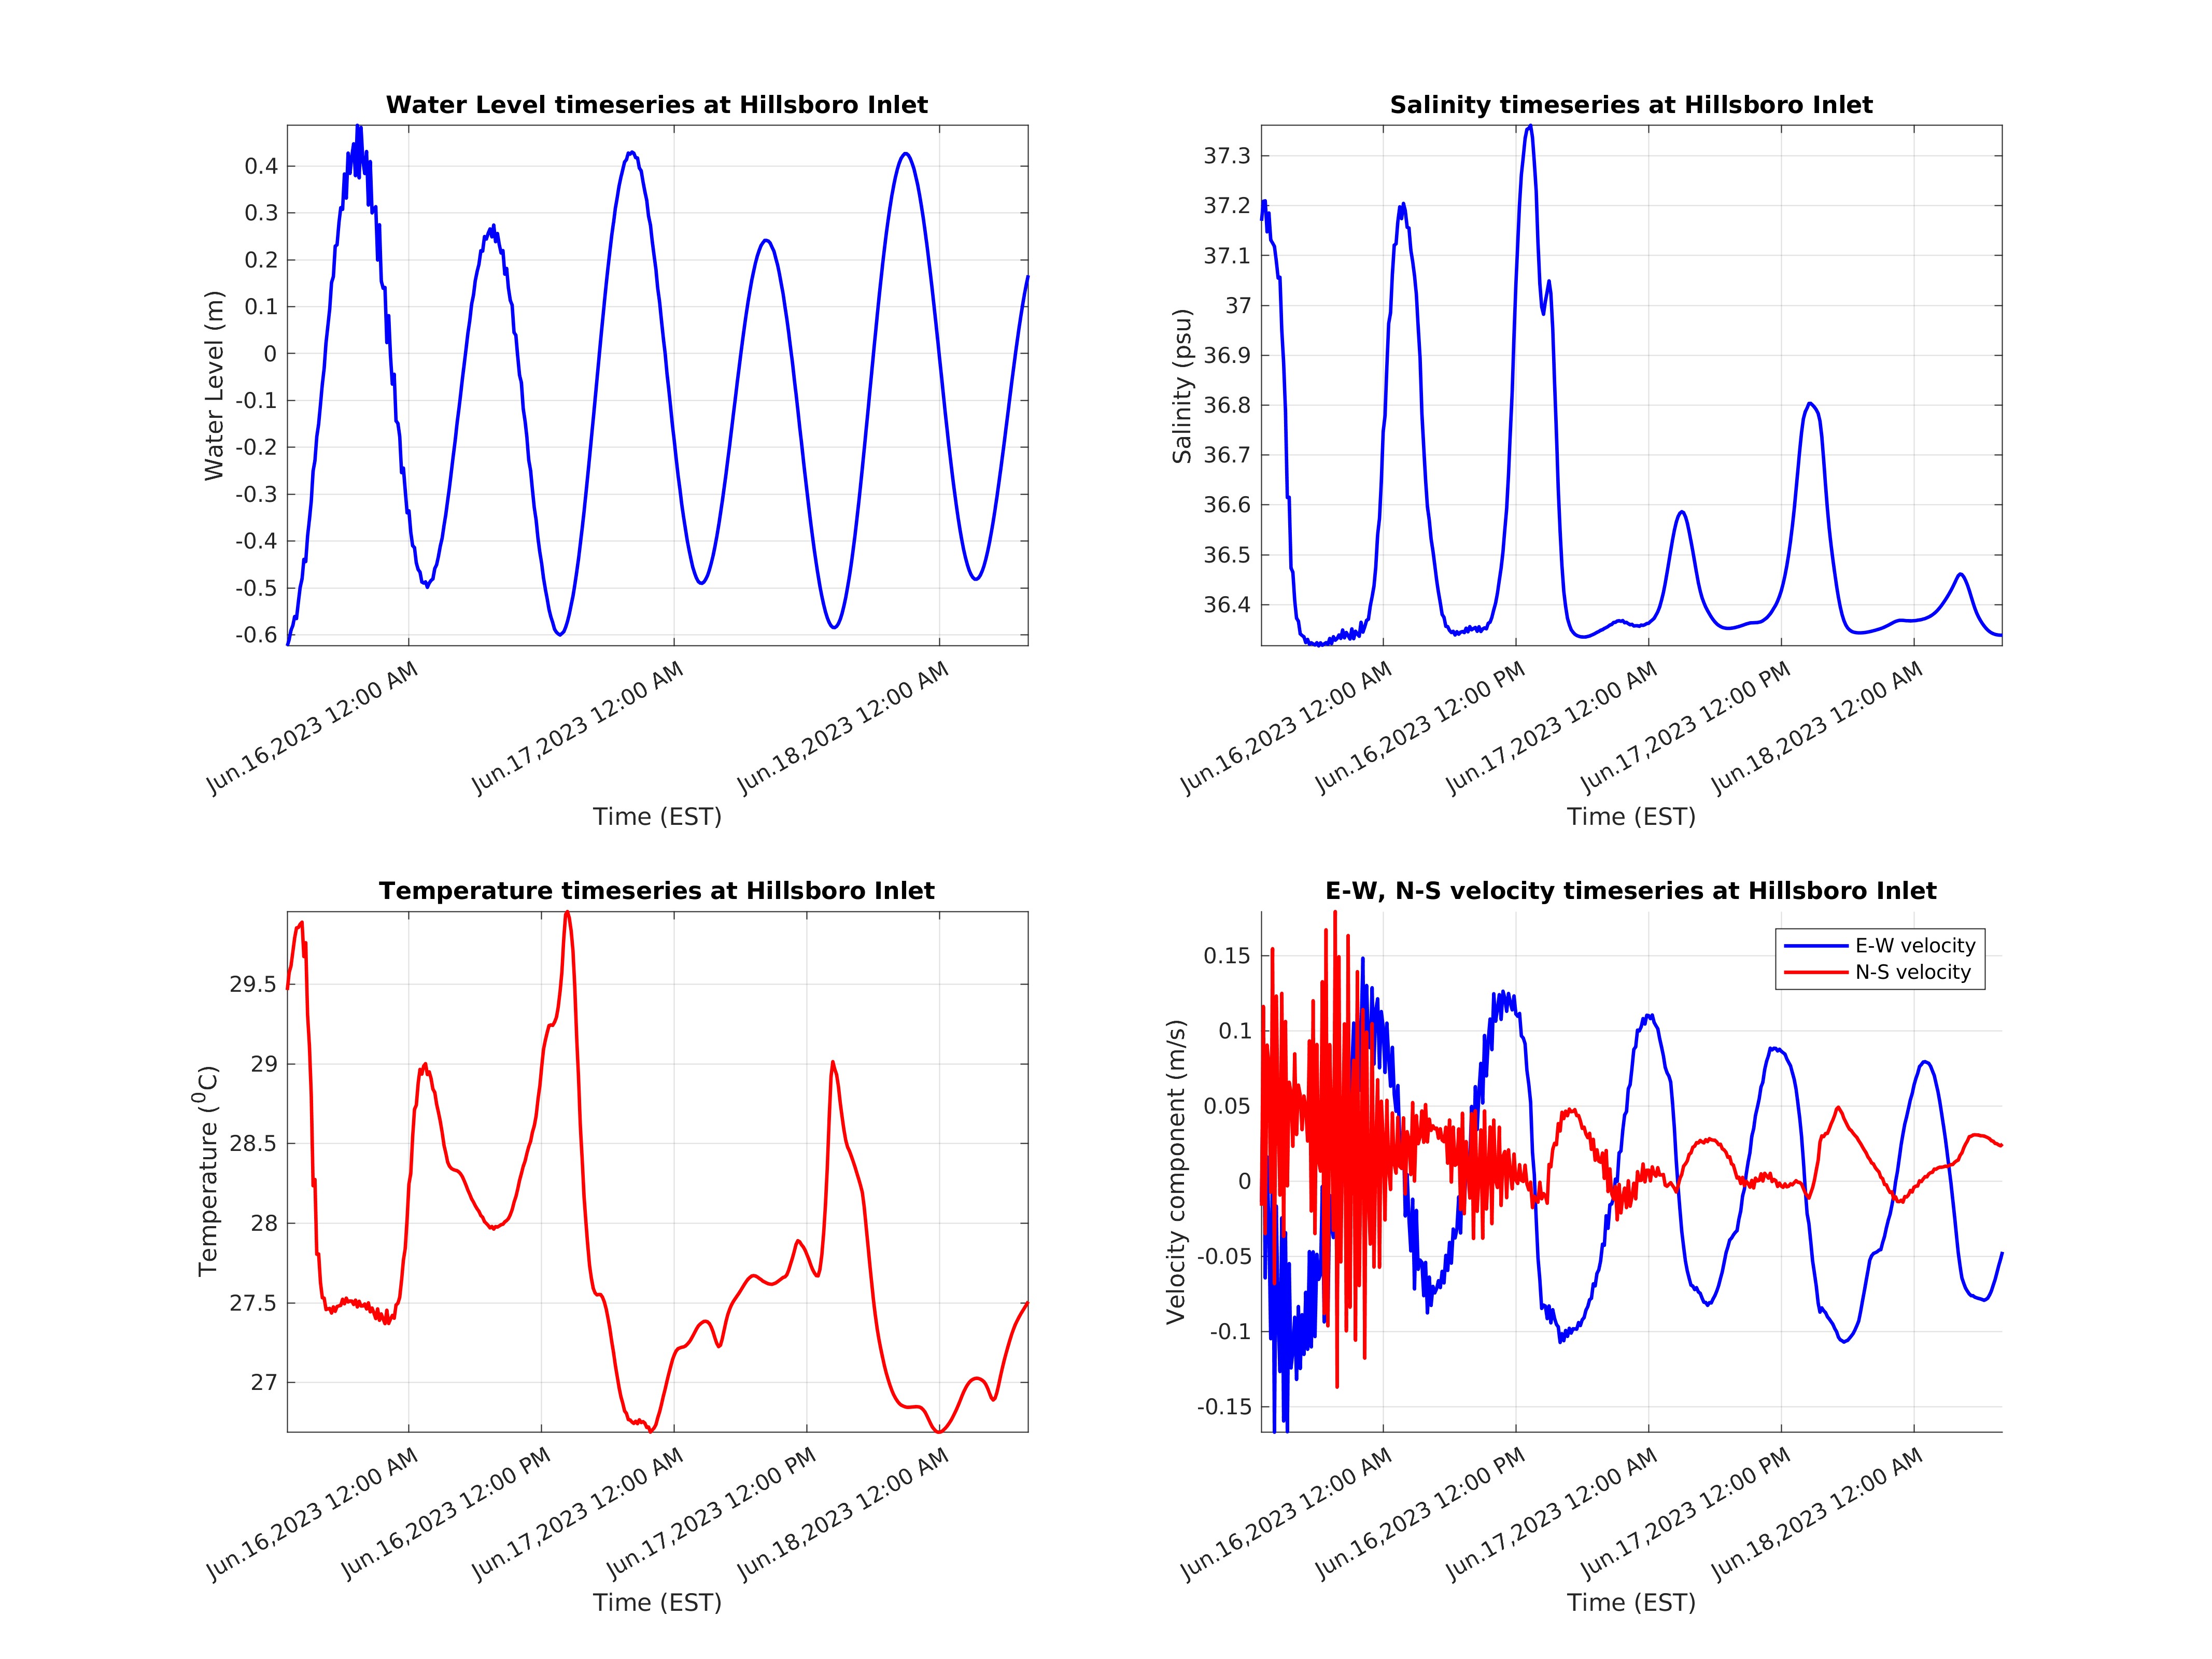 Water Level timeseries at Hillsboro Inlet
0.4
0.3
0.2
0.1
0
-0.1
-0.2
-0.3
-0.4
-0.5
-0.6
Water Level (m)
Jun.16,2023 12:00 AM
Jun.17,2023 12:00 AM
Jun.18,2023 12:00 AM
Time (EST)
Salinity timeseries at Hillsboro Inlet
37.3
37.2
37.1
37
36.9
36.8
36.7
36.6
36.5
36.4
Salinity (psu)
Jun.16,2023 12:00 AM
Jun.16,2023 12:00 PM
Jun.17,2023 12:00 AM
Jun.17,2023 12:00 PM
Jun.18,2023 12:00 AM
Time (EST)
Temperature timeseries at Hillsboro Inlet
29.5
29
28.5
28
27.5
27
Temperature (⁰C)
Jun.16,2023 12:00 AM
Jun.16,2023 12:00 PM
Jun.17,2023 12:00 AM
Jun.17,2023 12:00 PM
Jun.18,2023 12:00 AM
Time (EST)
E-W, N-S velocity timeseries at Hillsboro Inlet
E-W velocity
N-S velocity
0.15
0.1
0.05
0
-0.05
-0.1
-0.15
Velocity component (m/s)
Jun.16,2023 12:00 AM
Jun.16,2023 12:00 PM
Jun.17,2023 12:00 AM
Jun.17,2023 12:00 PM
Jun.18,2023 12:00 AM
Time (EST)